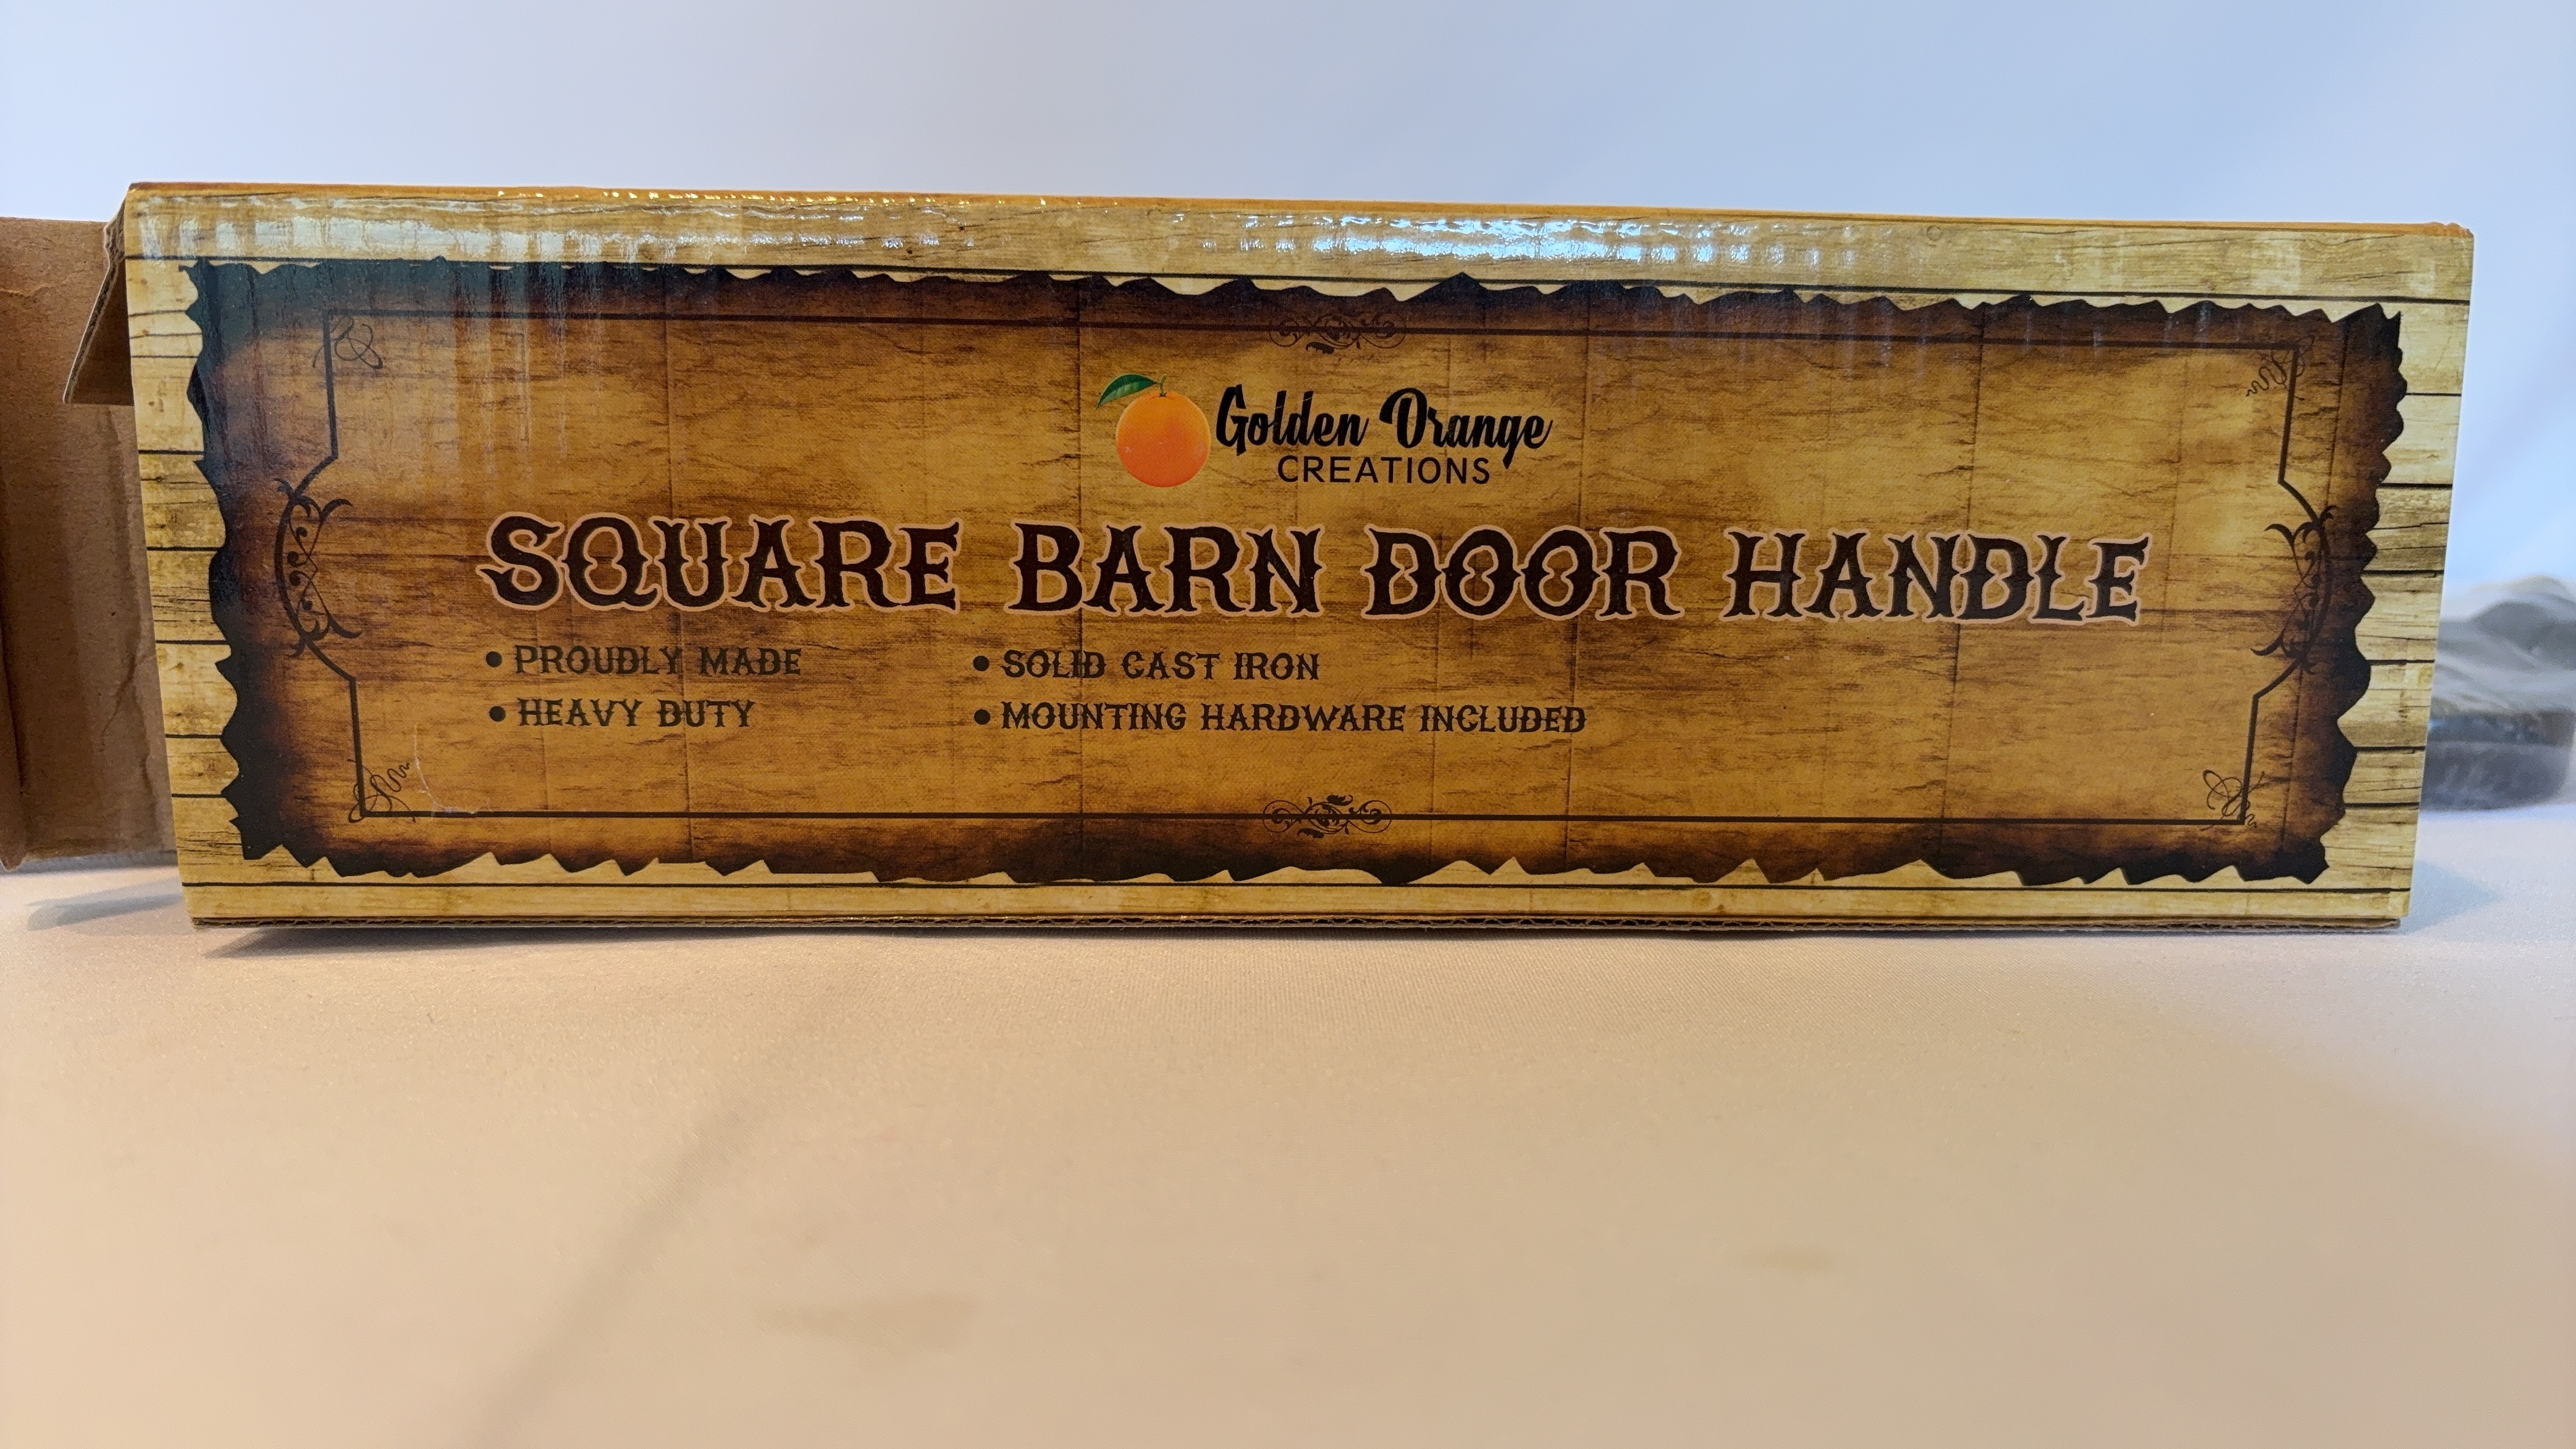 Golden Orange
CREATIONS
SQUARE BARN DOOR HANDLE
• PROUDLY MADE
• HEAVY DUTY
• SOLID CAST IRON
• MOUNTING HARDWARE INCLUDED